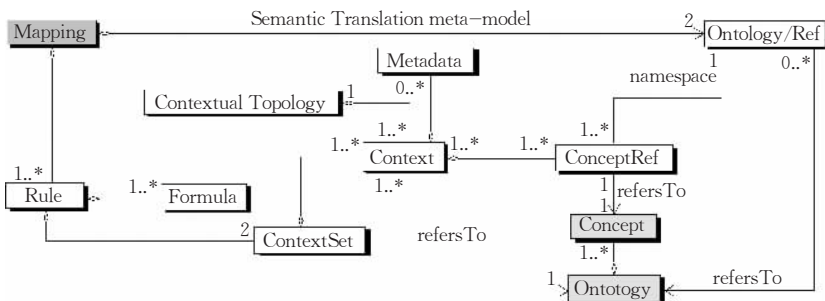 Semantic Translation meta-model
Mapping
2
Ontology/Ref
Metadata
1
0..*
namespace
Contextual Topology
1
0..*
1..*
1..*
1..*
Context
1..*
1..*
ConceptRef
1..*
1..*
Rule
1..*
Formula
1
refersTo
1
Concept
2
ContextSet
refersTo
1..*
1
Ontotogy
refersTo